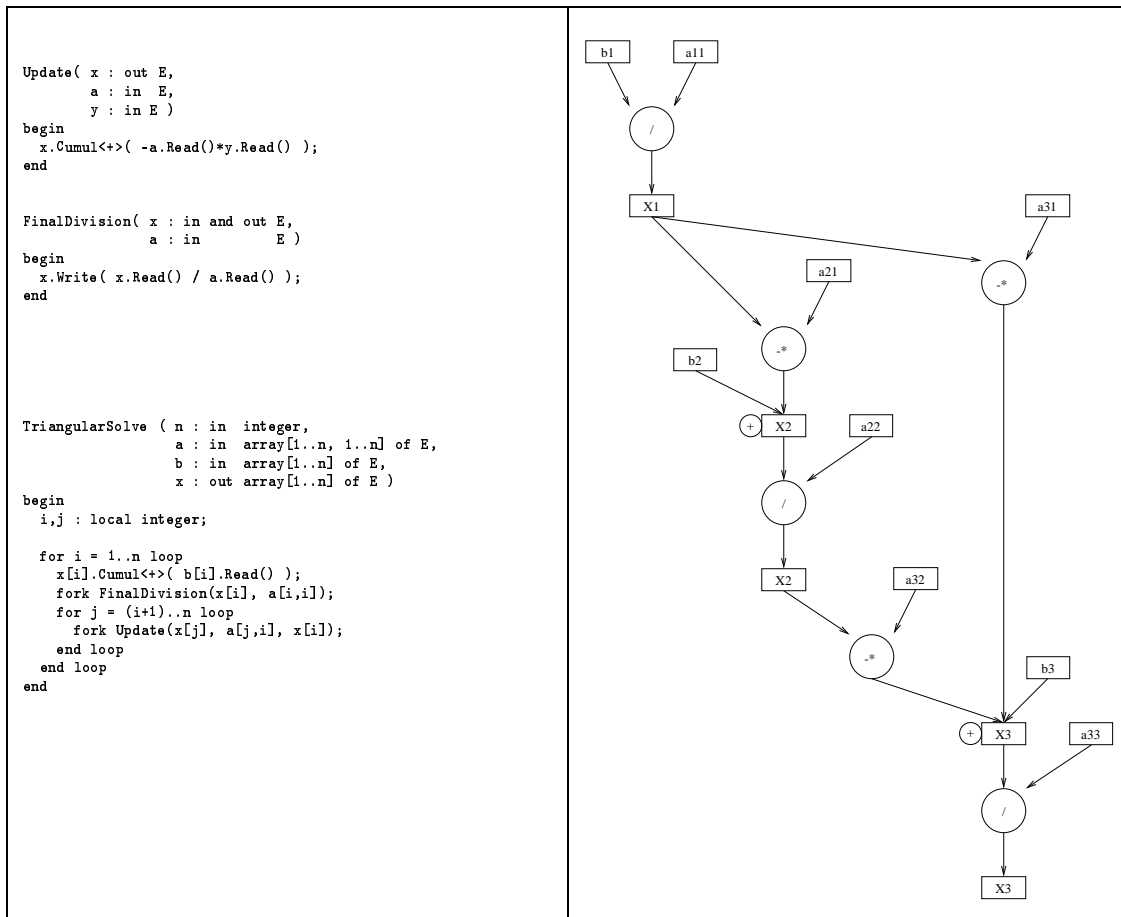 Update( x : out E,
a : in E,
y : in E )
begin
x.Cumul<+>( -a.Read()*y.Read() );
end
FinalDivision( x : in and out E,
a : in E )
begin
x.Write( x.Read() / a.Read() );
end
TriangularSolve ( n : in integer,
a : in array[1..n, 1..n] of E,
b : in array[1..n] of E,
x : out array[1..n] of E )
begin
i,j : local integer;
for i = 1..n loop
x[i].Cumul<+>( b[i].Read() );
fork FinalDivision(x[i], a[i,i]);
for j = (i+1)..n loop
fork Update(x[j], a[j,i], x[i]);
end loop
end loop
end
b1 a11
/
X1 a31
a21 -*
-*
b2
+ X2 a22
/
X2 a32
-*
b3
+ X3 a33
/
X3